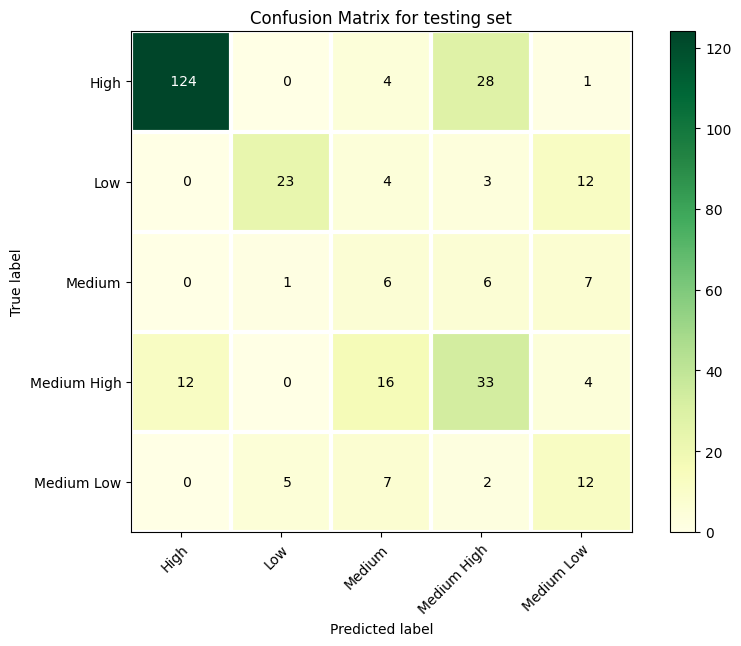 Confusion Matrix for testing set
High 124 0 4 28 1
Low 0 23 4 3 12
Medium 0 1 6 6 7
Medium High 12 0 16 33 4
Medium Low 0 5 7 2 12
High Low Medium Medium High Medium Low
Predicted label
True label
120
100
80
60
40
20
0